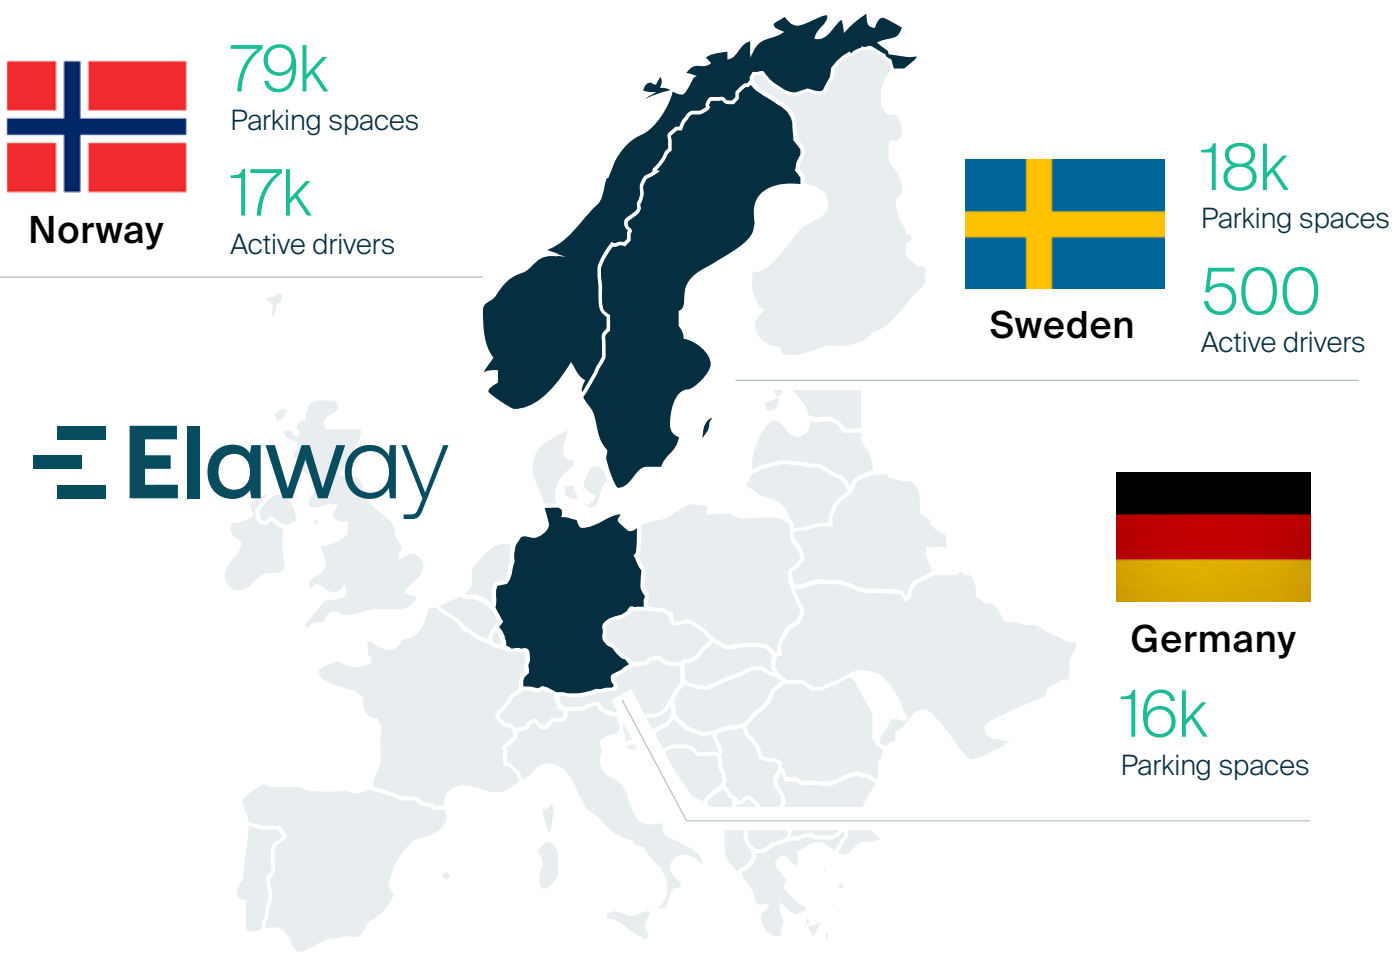 79k
Parking spaces
17k
Active drivers
Norway
18k
Parking spaces
500
Active drivers
Sweden
Elaway
Germany
16k
Parking spaces